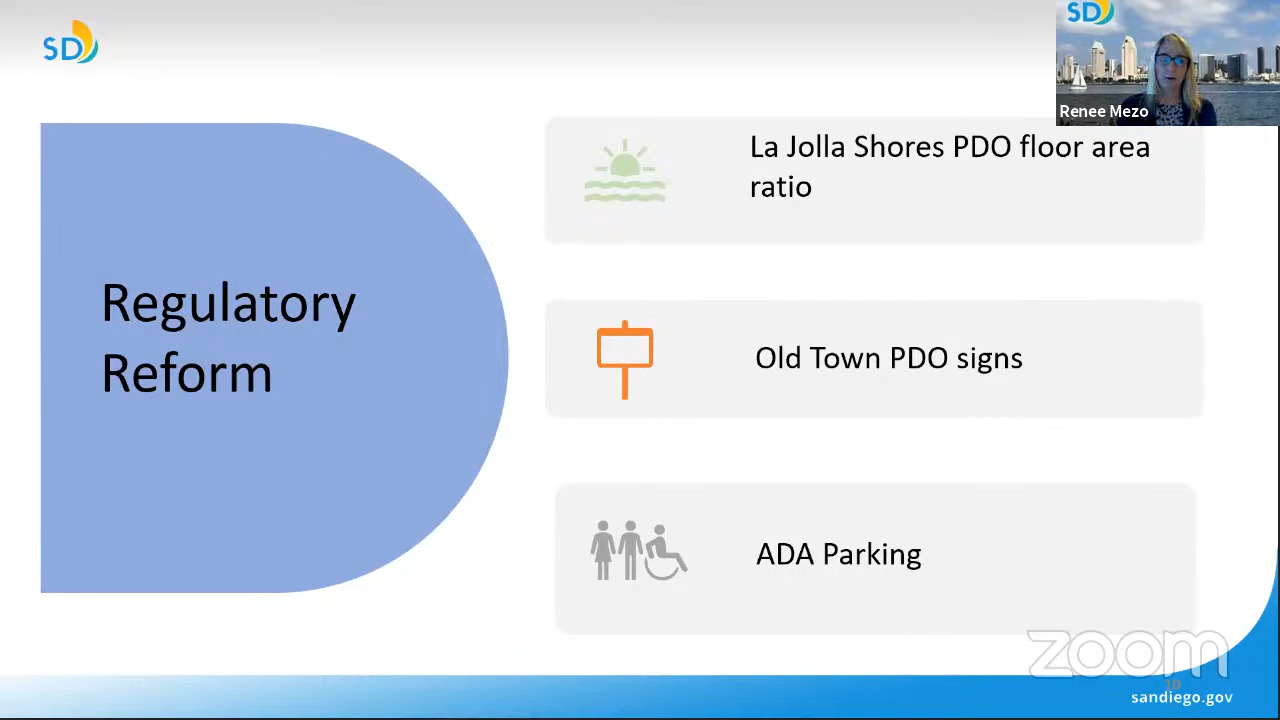 SD
SD
Renee Mezo
Regulatory
Reform
La Jolla Shores PDO floor area
ratio
Old Town PDO signs
ADA Parking
zoom
10
sandiego.gov